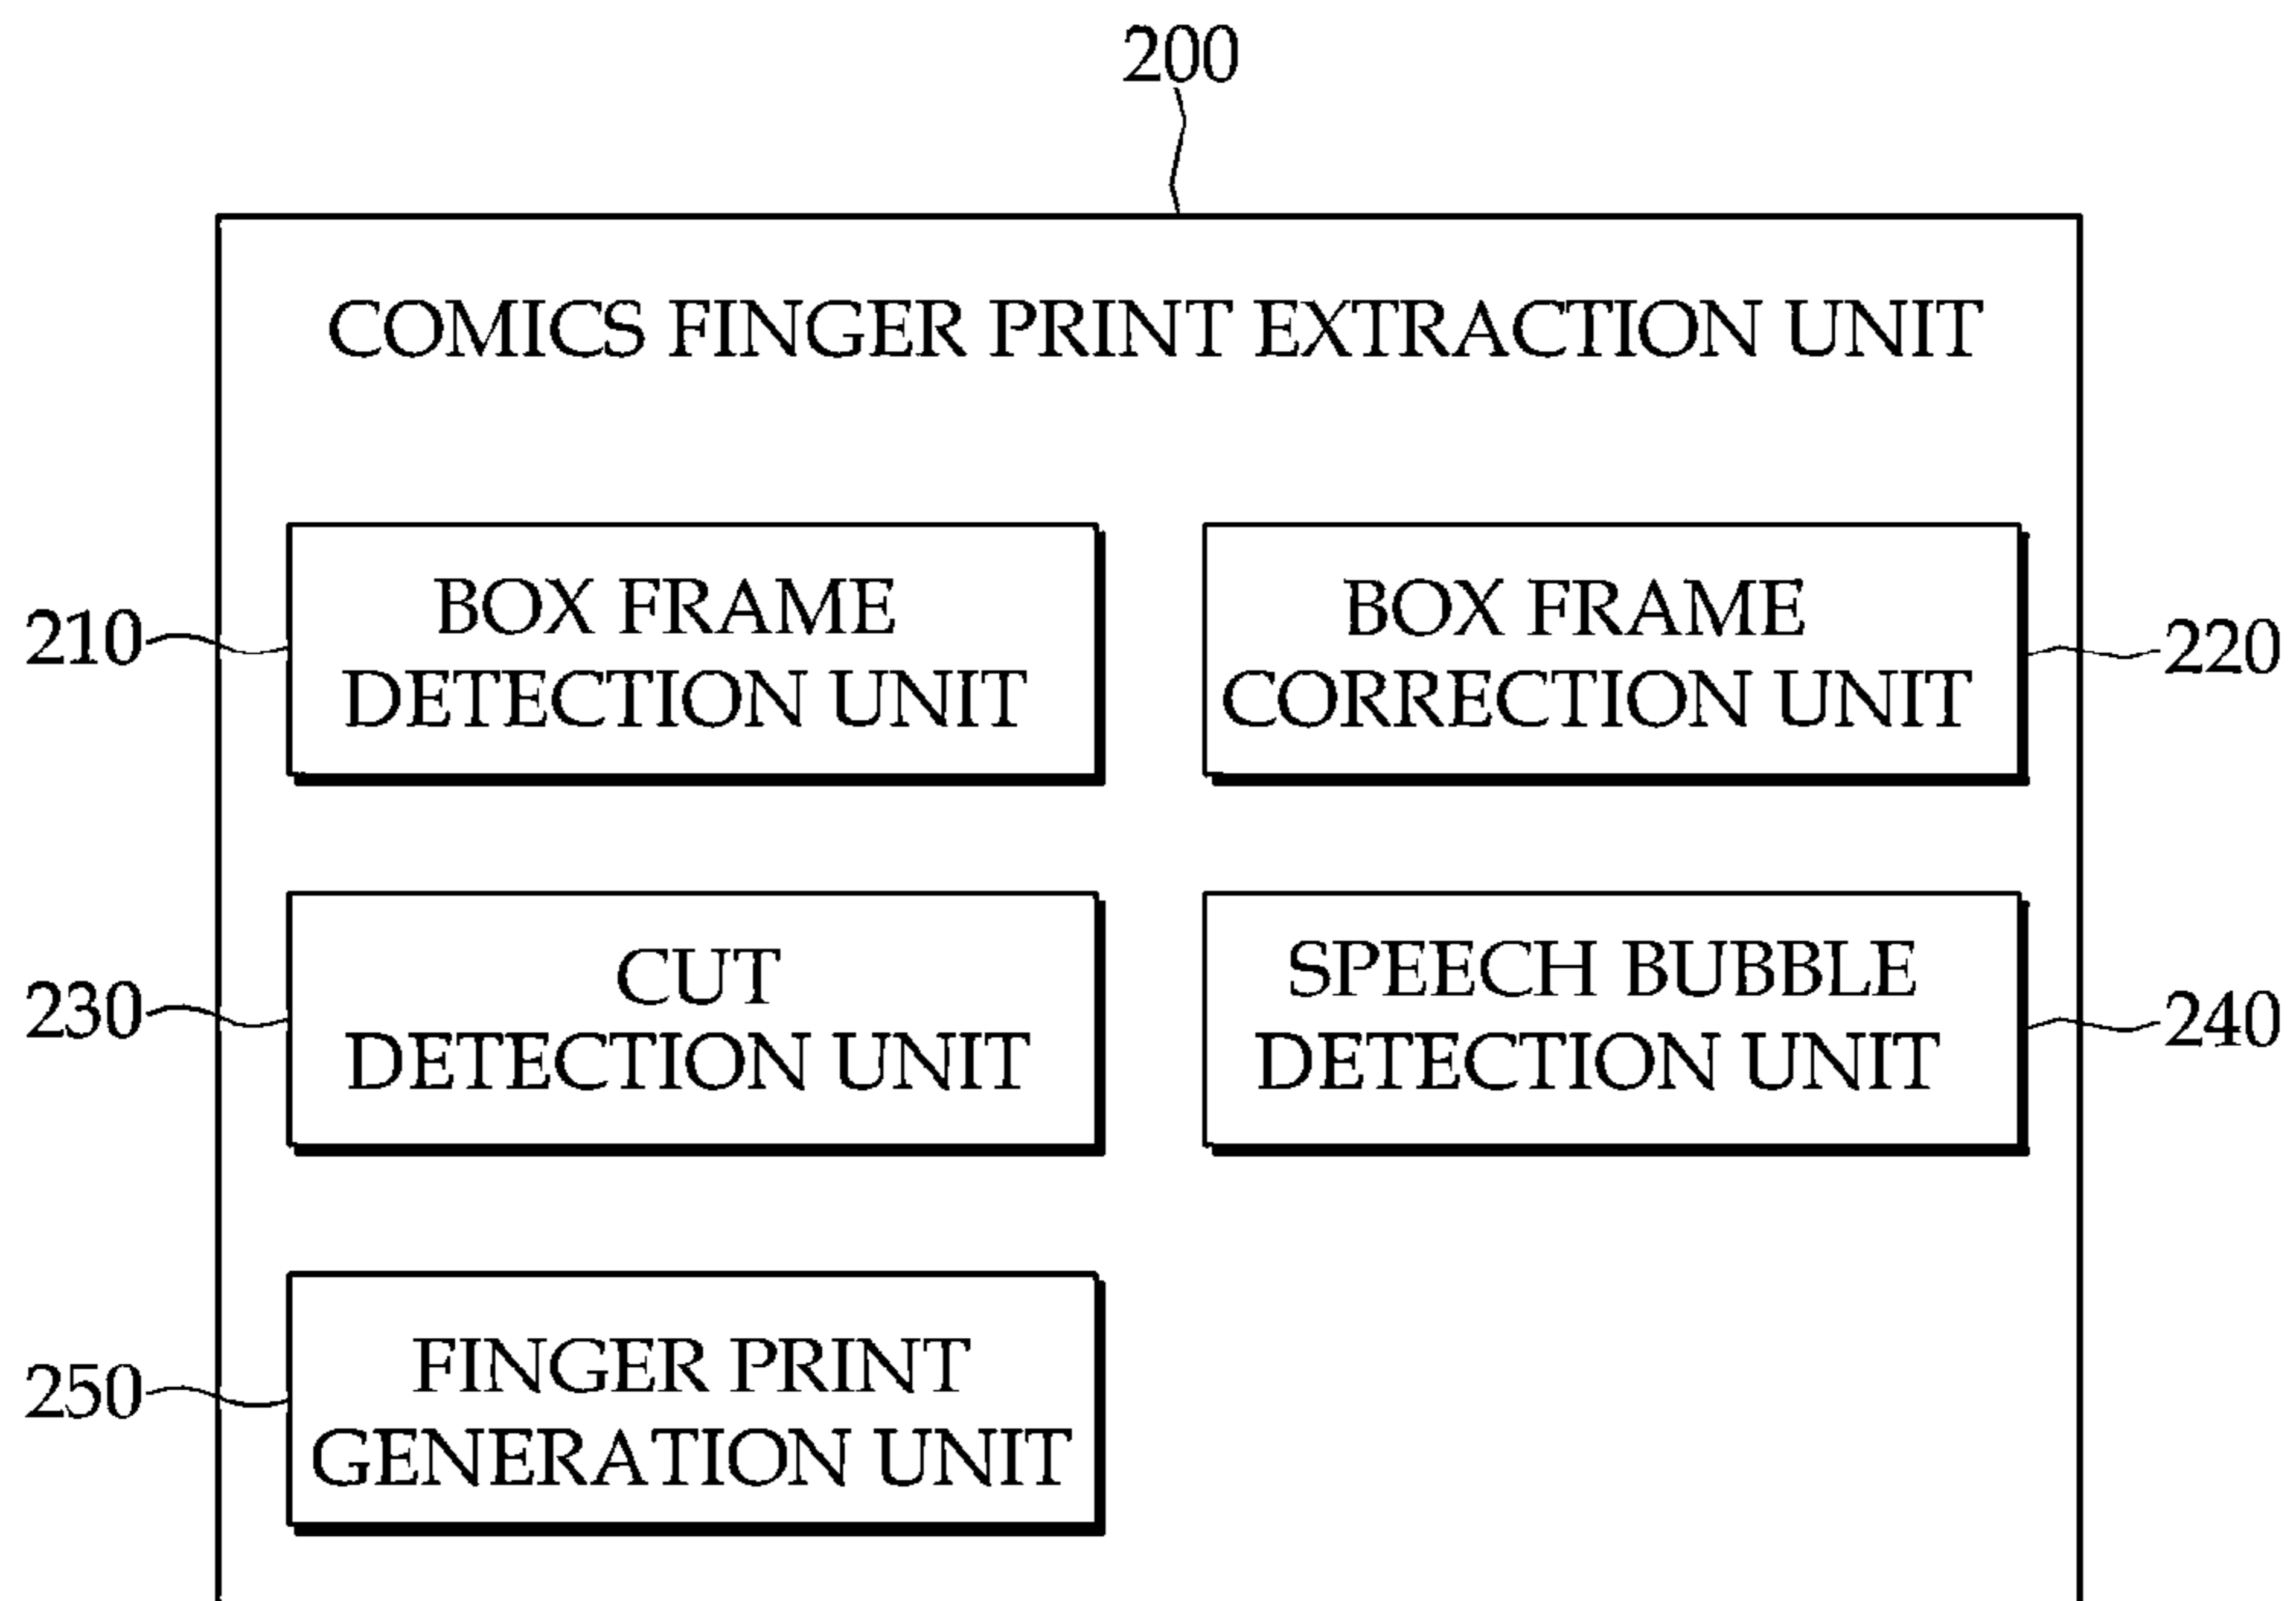 200
COMICS FINGER PRINT EXTRACTION UNIT
210
BOX FRAME
DETECTION UNIT
BOX FRAME
CORRECTION UNIT
220
230
CUT
DETECTION UNIT
SPEECH BUBBLE
DETECTION UNIT
240
250
FINGER PRINT
GENERATION UNIT